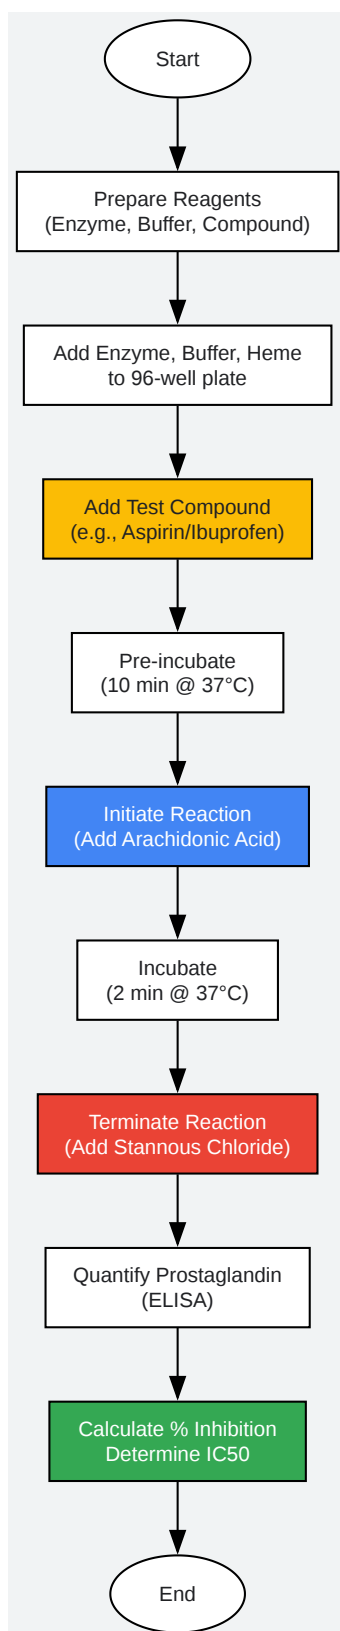 Start
Prepare Reagents
(Enzyme, Buffer, Compound)
Add Enzyme, Buffer, Heme
to 96-well plate
Add Test Compound
(e.g., Aspirin/Ibuprofen)
Pre-incubate
(10 min @ 37°C)
Initiate Reaction
(Add Arachidonic Acid)
Incubate
(2 min @ 37°C)
Terminate Reaction
(Add Stannous Chloride)
Quantify Prostaglandin
(ELISA)
Calculate % Inhibition
Determine IC50
End